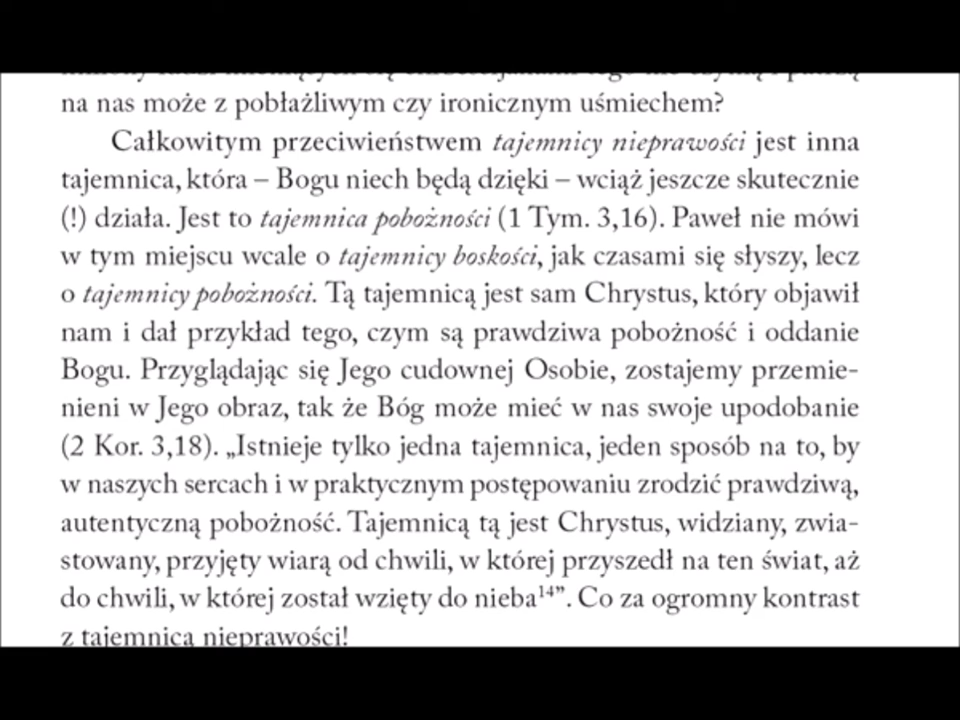 na nas może z pobłażliwym czy ironicznym uśmiechem?
Całkowitym przeciwieństwem tajemnicy nieprawości jest inna
tajemnica, która – Bogu niech będą dzięki – wciąż jeszcze skutecznie
(!) działa. Jest to tajemnica pobożności (1 Tym. 3,16). Paweł nie mówi
w tym miejscu wcale o tajemnicy boskości, jak czasami się słyszy, lecz
o tajemnicy pobożności. Tą tajemnicą jest sam Chrystus, który objawił
nam i dał przykład tego, czym są prawdziwa pobożność i oddanie
Bogu. Przyglądając się Jego cudownej Osobie, zostajemy przemie-
nieni w Jego obraz, tak że Bóg może mieć w nas swoje upodobanie
(2 Kor. 3,18). „Istnieje tylko jedna tajemnica, jeden sposób na to, by
w naszych sercach i w praktycznym postępowaniu zrodzić prawdziwą,
autentyczną pobożność. Tajemnicą tą jest Chrystus, widziany, zwia-
stowany, przyjęty wiarą od chwili, w której przyszedł na ten świat, aż
do chwili, w której został wzięty do nieba¹⁴”. Co za ogromny kontrast
z tajemnicą nieprawości!